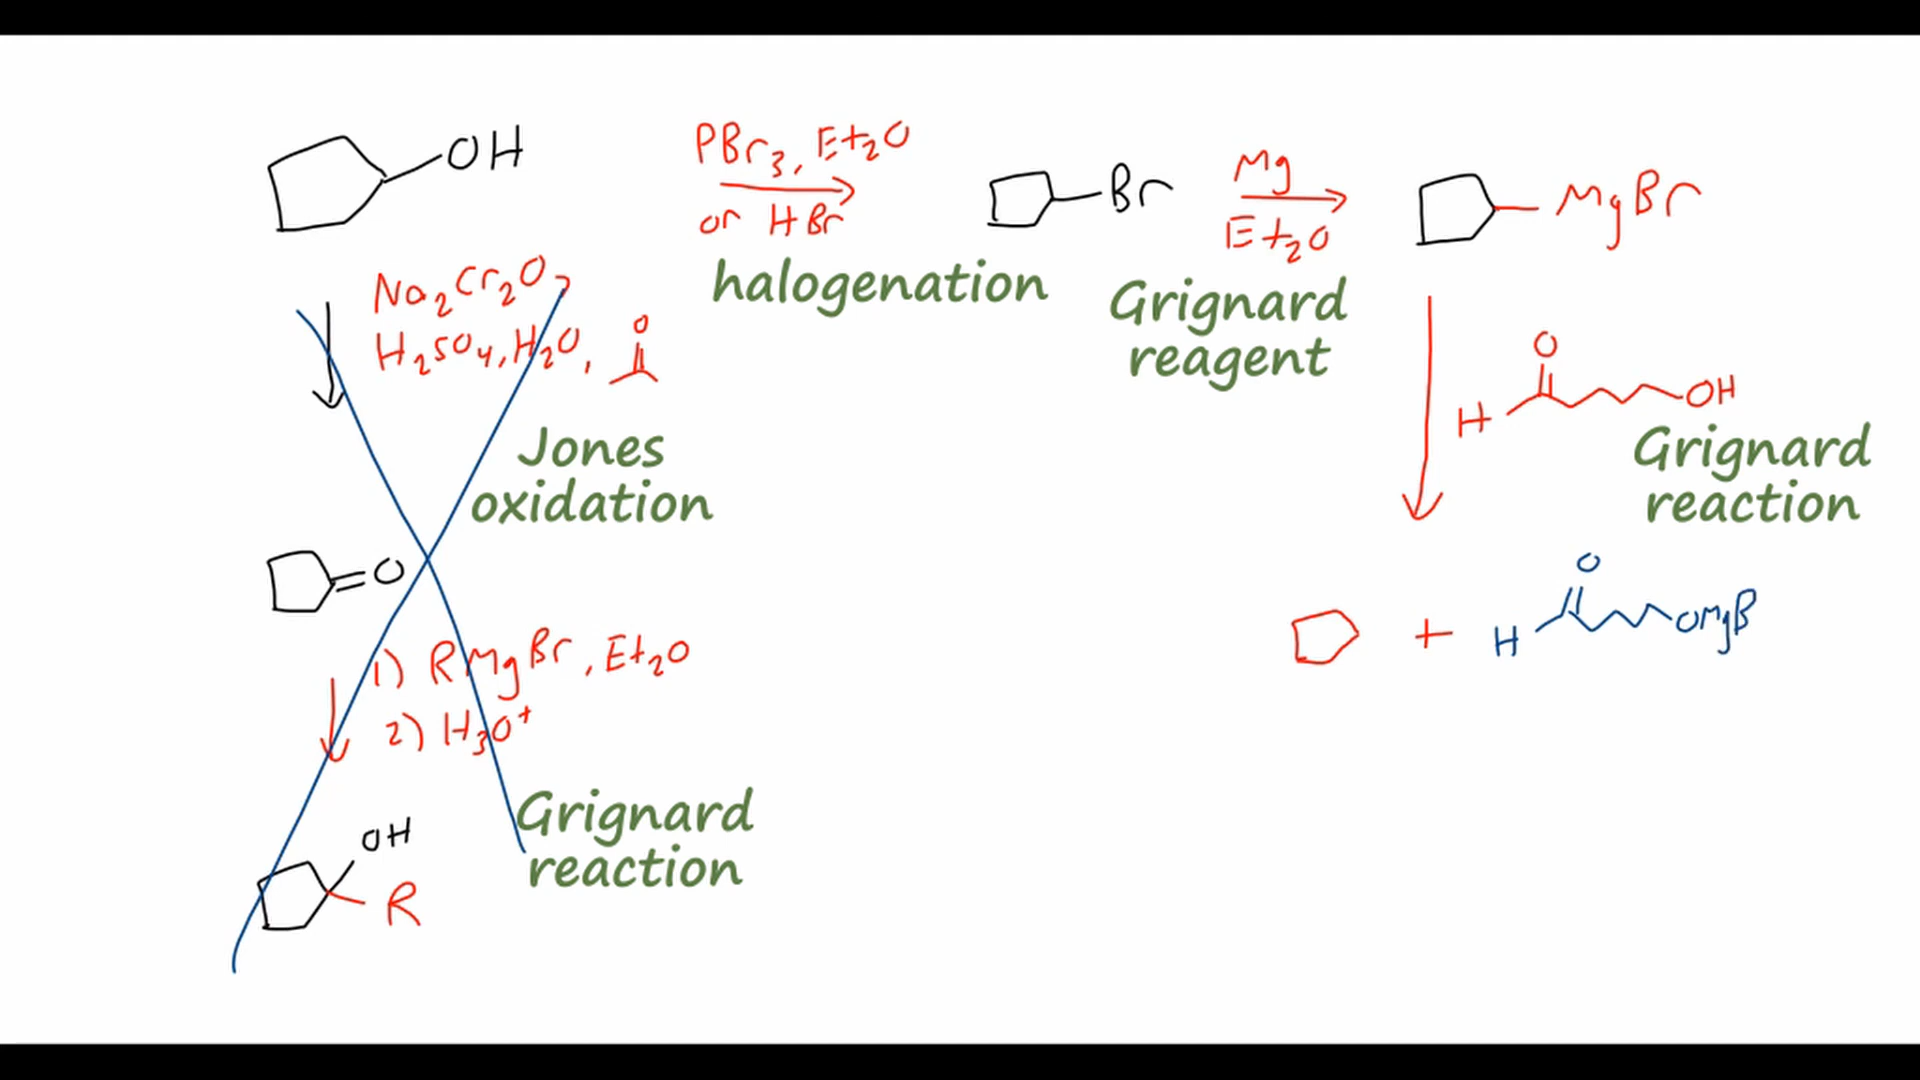 OH
PBr₃, Et₂O
or HBr
halogenation
Br
Mg
Et₂O
Grignard
reagent
MgBr
Na₂Cr₂O₇
H₂SO₄, H₂O,
O
Jones
oxidation
O
H
OH
Grignard
reaction
O
1) RMgBr, Et₂O
2) H₃O⁺
Grignard
reaction
OH
R
+
O
H
OMgB